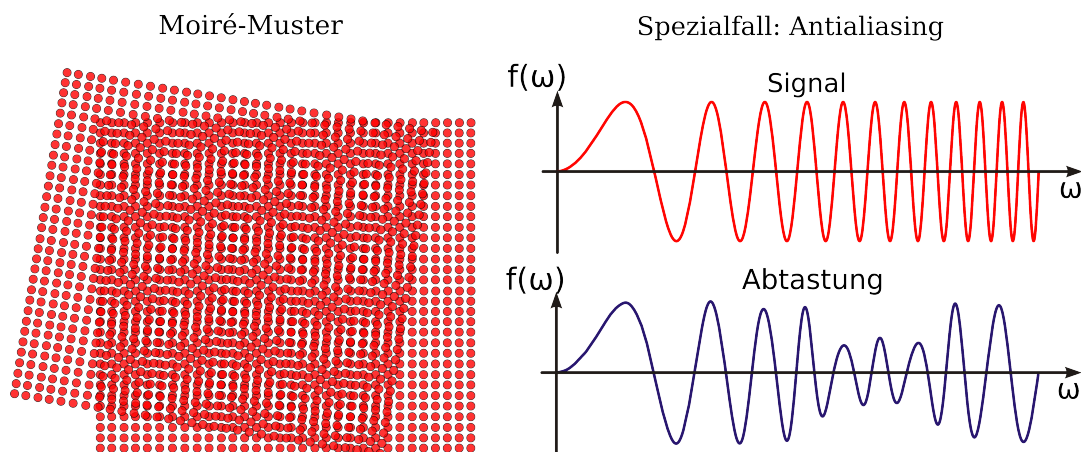 Moiré-Muster
Spezialfall: Antialiasing
f(ω)
Signal
ω
f(ω)
Abtastung
ω